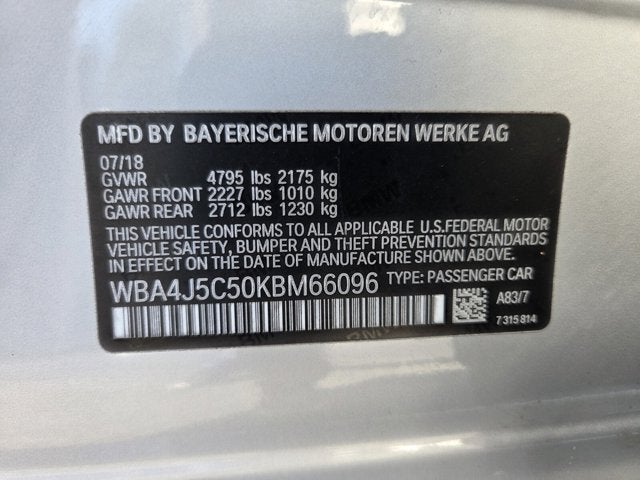 MFD BY BAYERISCHE MOTOREN WERKE AG
07/18
GVWR 4795 lbs 2175 kg
GAWR FRONT 2227 lbs 1010 kg
GAWR REAR 2712 lbs 1230 kg
THIS VEHICLE CONFORMS TO ALL APPLICABLE U.S.FEDERAL MOTOR
VEHICLE SAFETY, BUMPER AND THEFT PREVENTION STANDARDS
IN EFFECT ON THE DATE OF MANUFACTURE SHOWN ABOVE.
WBA4J5C50KBM66096 TYPE: PASSENGER CAR
A83/7
7 315 814